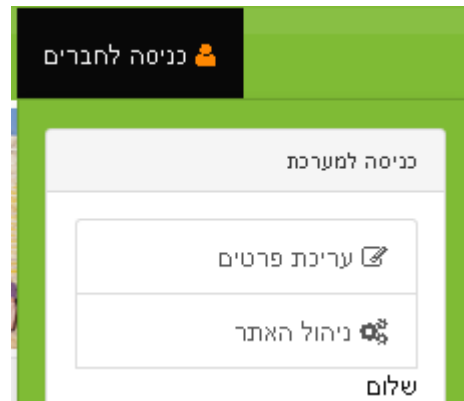 כניסה לחברים
כניסה למערכת
עריכת פרטים
ניהול האתר
שלום